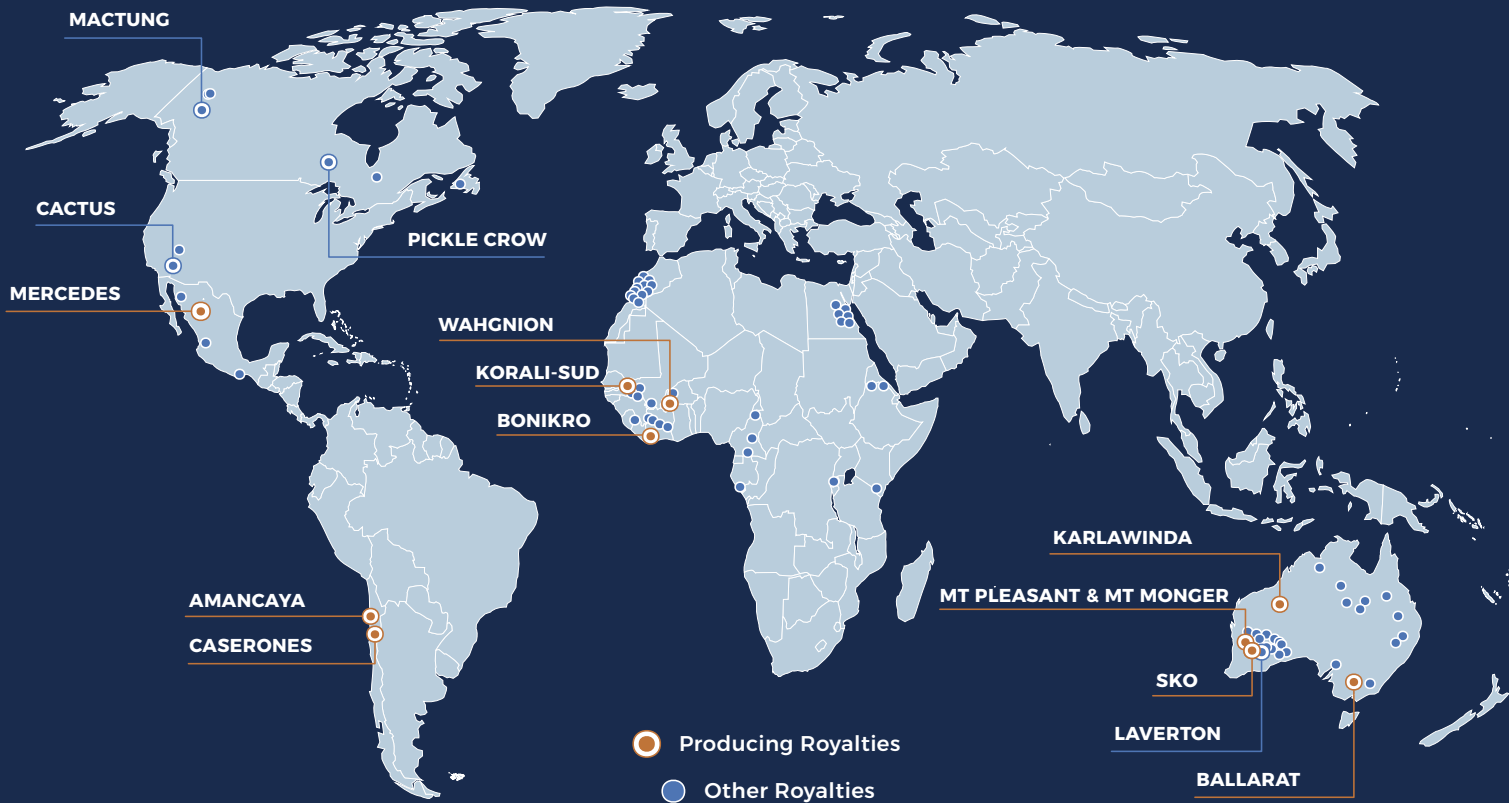 MACTUNG
CACTUS
PICKLE CROW
MERCEDES
WAHGNION
KORALI-SUD
BONIKRO
AMANCAYA
CASERONES
KARLAWINDA
MT PLEASANT & MT MONGER
SKO
LAVERTON
BALLARAT
Producing Royalties
Other Royalties